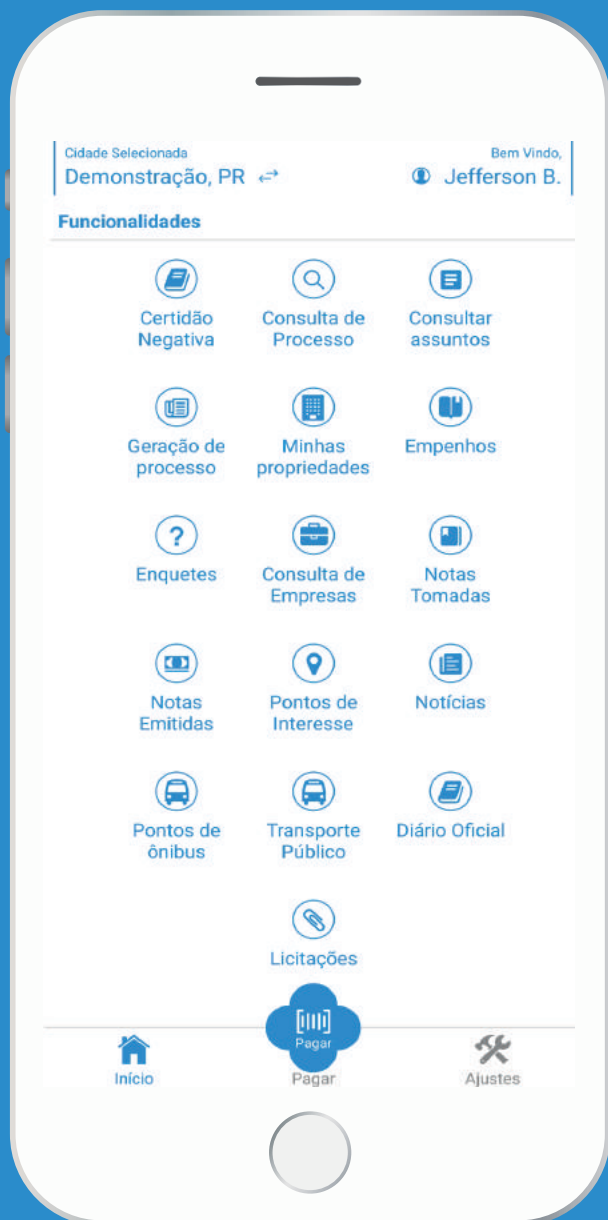 Cidade Selecionada
Bem Vindo,
Demonstração, PR
Jefferson B.
Funcionalidades
Certidão
Negativa
Consulta de
Processo
Consultar
assuntos
Geração de
processo
Minhas
propriedades
Empenhos
?
Enquetes
Consulta de
Empresas
Notas
Tomadas
Notas
Emitidas
Pontos de
Interesse
Notícias
Pontos de
ônibus
Transporte
Público
Diário Oficial
Licitações
Pagar
Início
Pagar
Ajustes